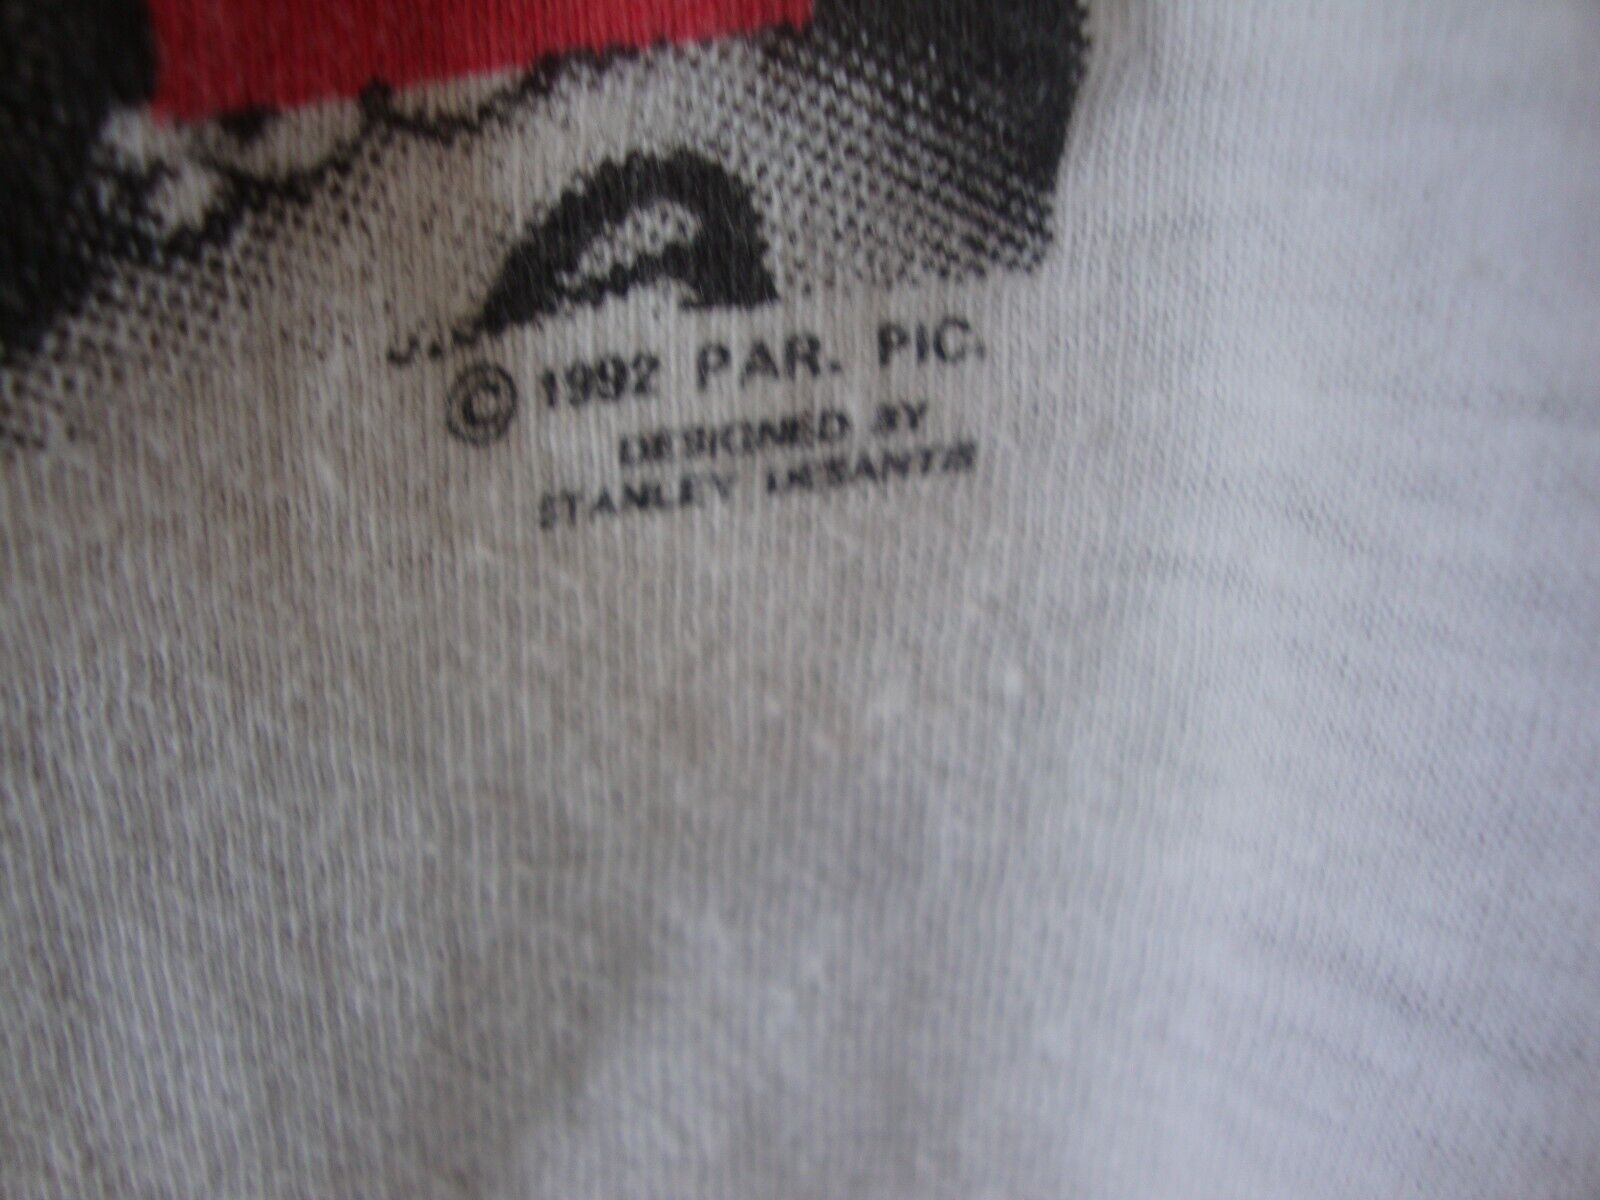 © 1992 PAR. PIC.
DESIGNED BY
STANLEY DESANTIS